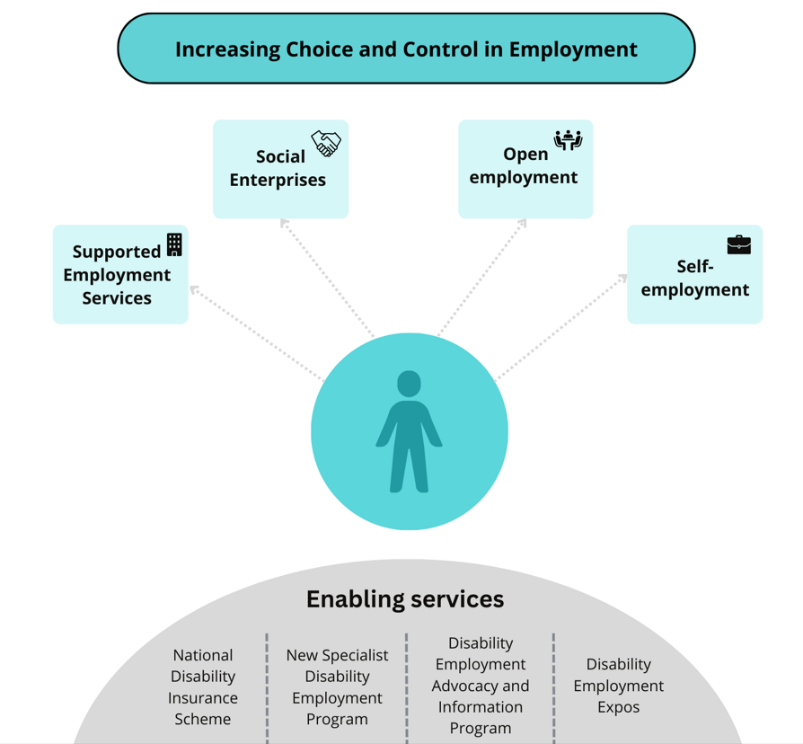 Increasing Choice and Control in Employment
Social
Enterprises
Open
employment
Supported
Employment
Services
Self-
employment
Enabling services
National
Disability
Insurance
Scheme
New Specialist
Disability
Employment
Program
Disability
Employment
Advocacy and
Information
Program
Disability
Employment
Expos